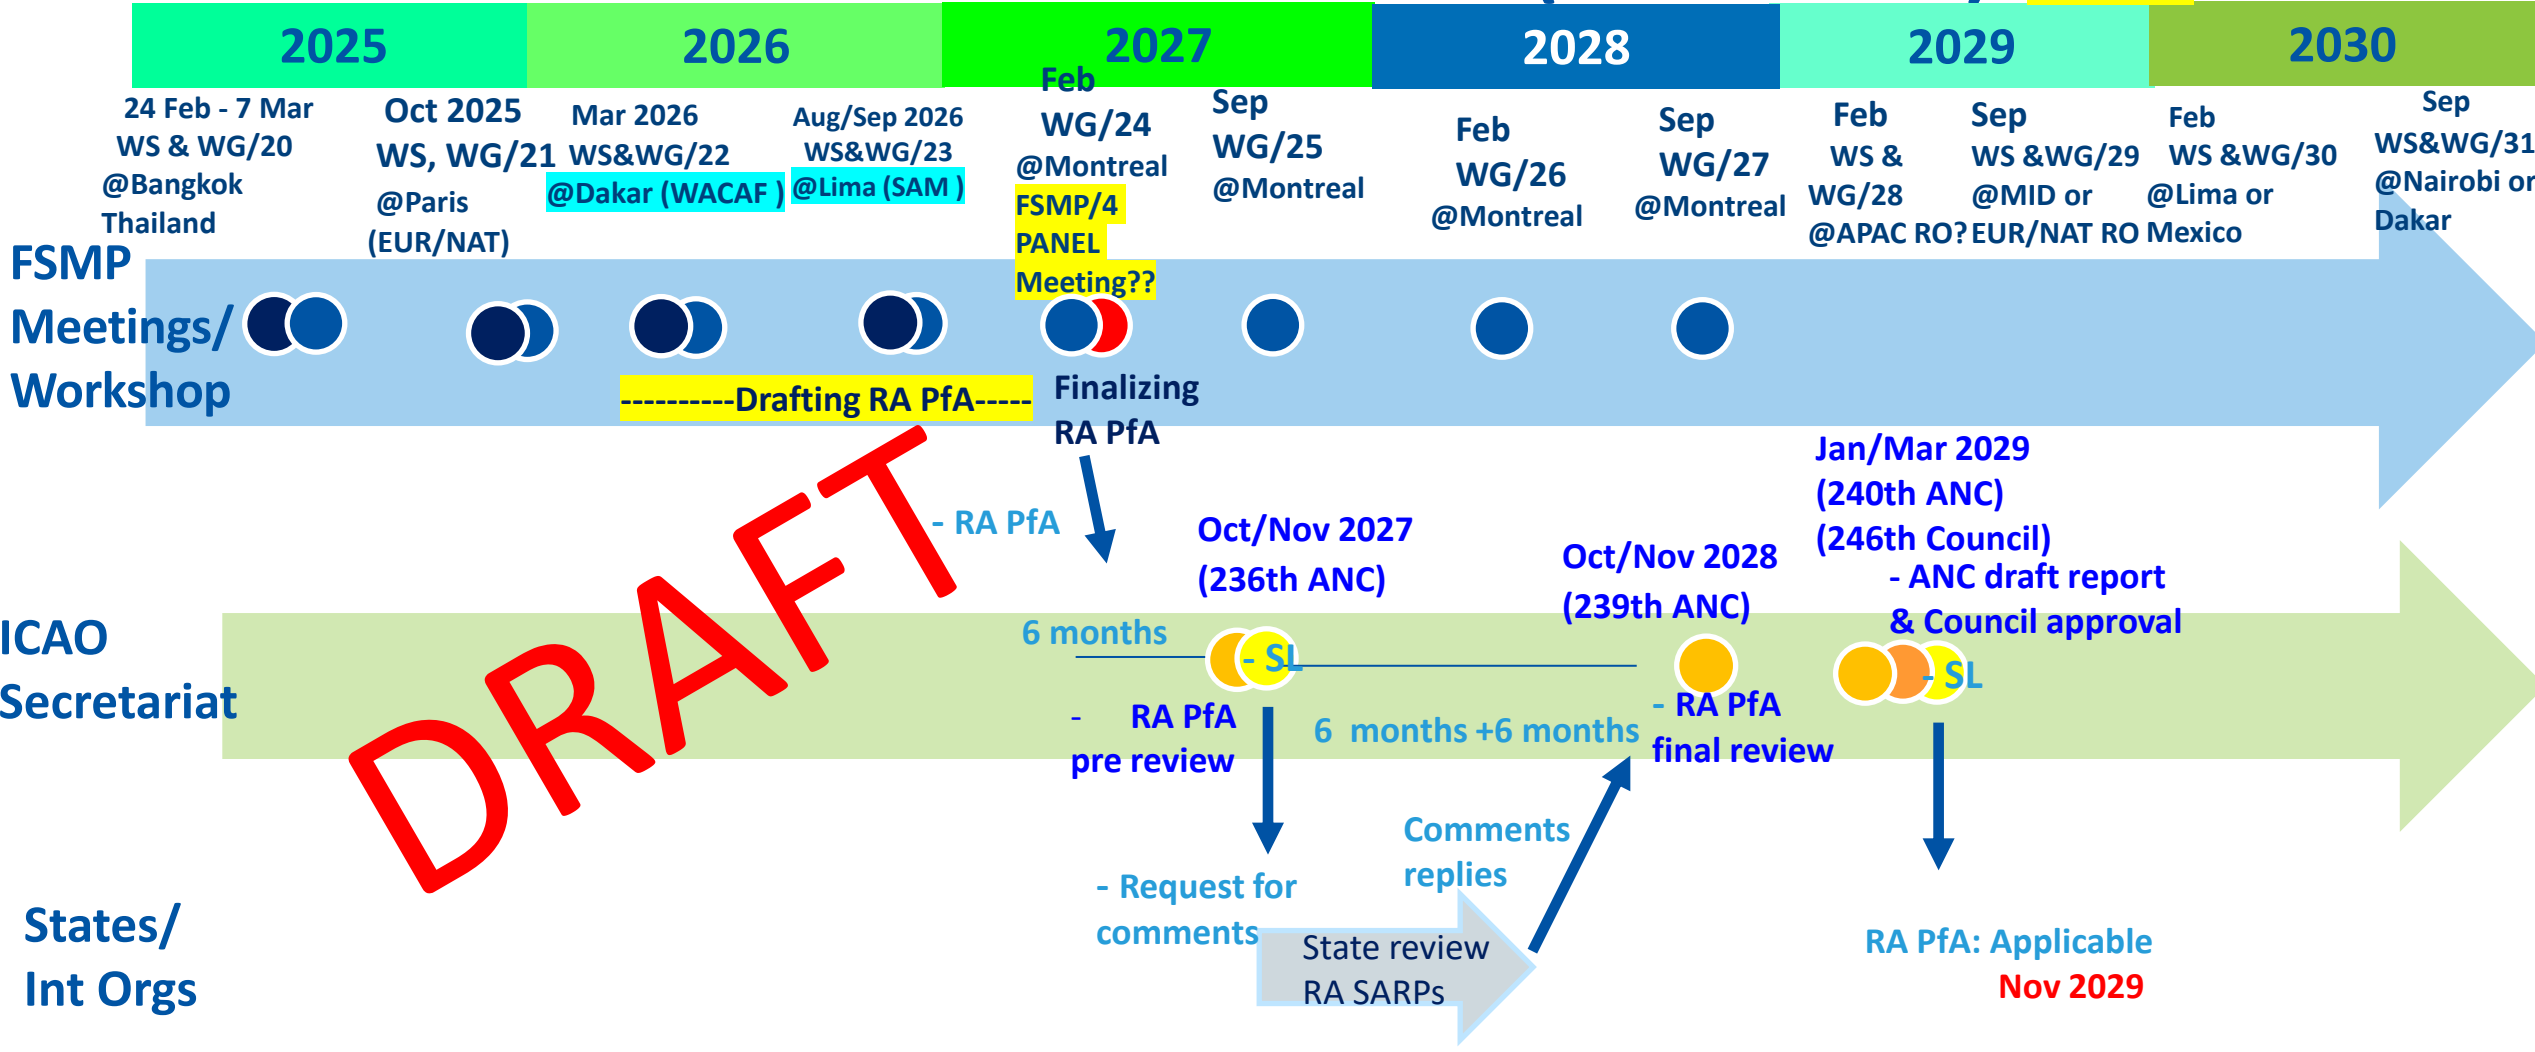 2025
2026
2027
2028
2029
2030
24 Feb - 7 Mar
WS & WG/20
@Bangkok
Thailand
Oct 2025
WS, WG/21
@Paris
(EUR/NAT)
Mar 2026
WS&WG/22
@Dakar (WACAF )
Aug/Sep 2026
WS&WG/23
@Lima (SAM )
Feb
WG/24
@Montreal
FSMP/4
PANEL
Meeting??
Sep
WG/25
@Montreal
Feb
WG/26
@Montreal
Sep
WG/27
@Montreal
Feb
WS &
WG/28
@APAC RO?
Sep
WS &WG/29
@MID or
EUR/NAT RO
Feb
WS &WG/30
@Lima or
Mexico
Sep
WS&WG/31
@Nairobi or
Dakar
FSMP
Meetings/
Workshop
----------Drafting RA PfA-----
Finalizing
RA PfA
DRAFT
- RA PfA
Oct/Nov 2027
(236th ANC)
Oct/Nov 2028
(239th ANC)
Jan/Mar 2029
(240th ANC)
(246th Council)
- ANC draft report
& Council approval
ICAO
Secretariat
6 months
- SL
- RA PfA
pre review
6 months +6 months
- RA PfA
final review
- SL
Comments
replies
- Request for
comments
States/
Int Orgs
State review
RA SARPs
RA PfA: Applicable
Nov 2029